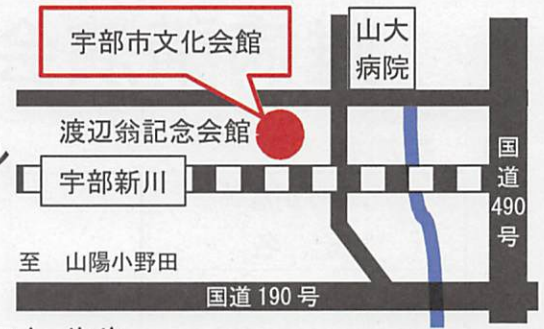 宇部市文化会館
山大
病院
渡辺翁記念会館
宇部新川
国道
490
号
至 山陽小野田
国道 190 号